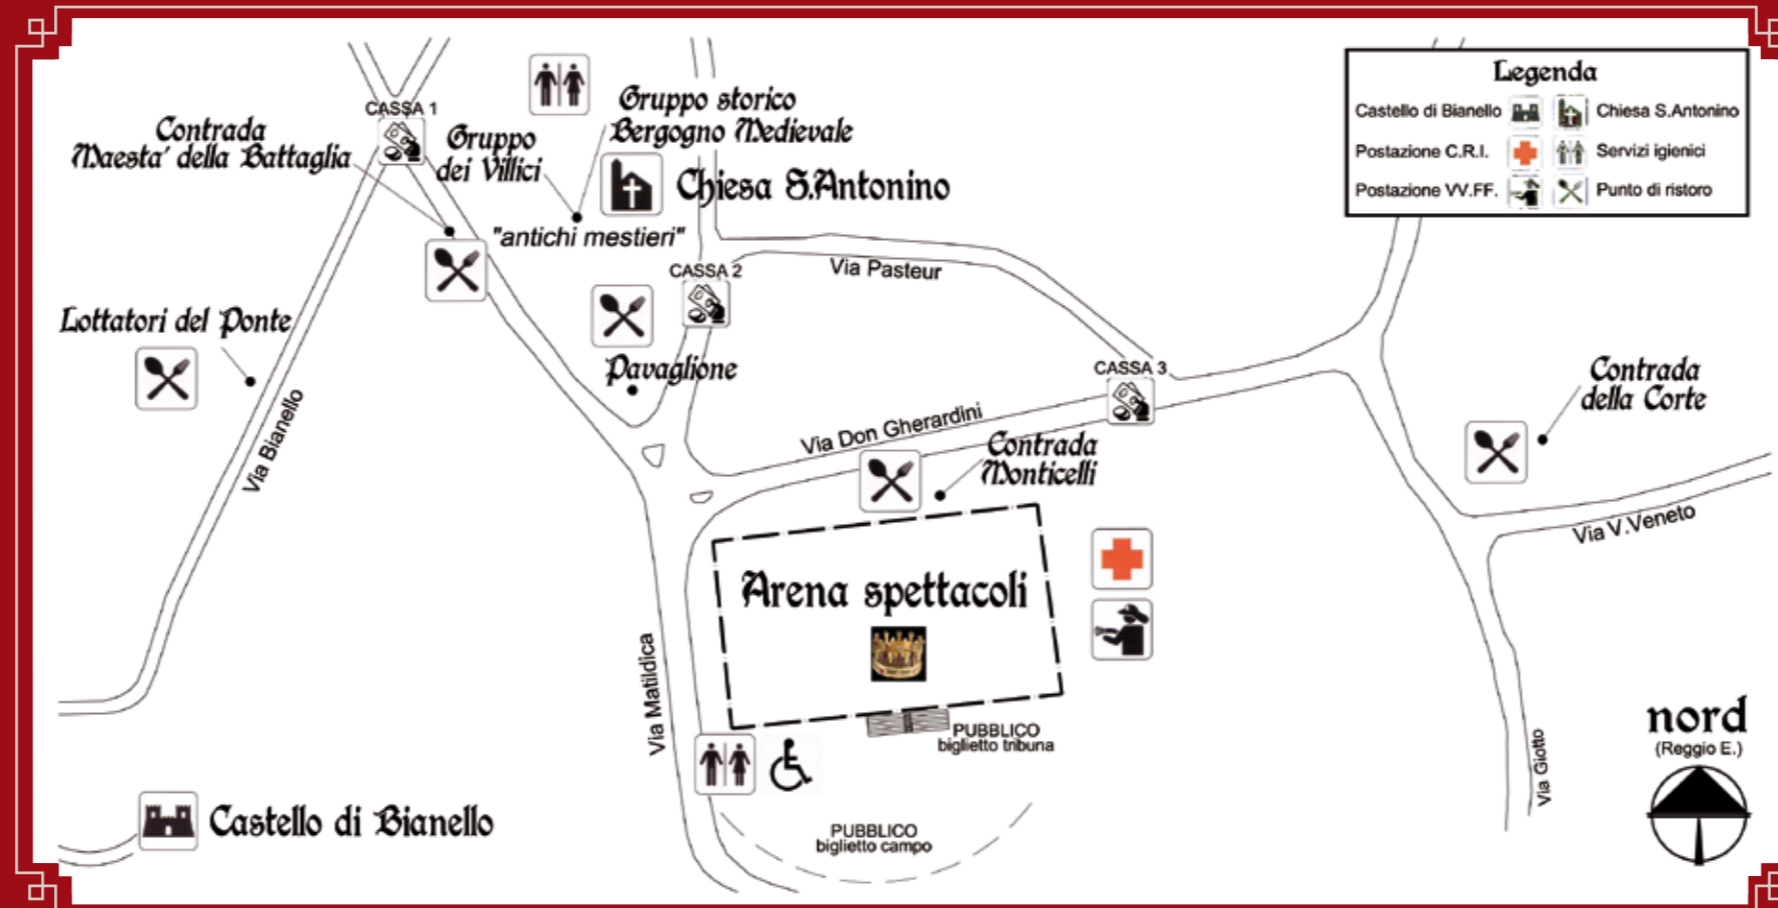 CASSA 1
Contrada
Maesta' della Battaglia
Gruppo
dei Villici
Gruppo storico
Bergogno Medievale
Chiesa S.Antonino
"antichi mestieri"
Legenda
Castello di Bianello
Chiesa S.Antonino
Postazione C.R.I.
Servizi igienici
Postazione VV.FF.
Punto di ristoro
CASSA 2
Via Pasteur
Lottatori del Ponte
Pavaglione
CASSA 3
Via Bianello
Via Don Gherardini
Contrada
Monticelli
Contrada
della Corte
Via V.Veneto
Arena spettacoli
Via Matildica
PUBBLICO
biglietto tribuna
nord
(Reggio E.)
Via Giotto
Castello di Bianello
PUBBLICO
biglietto campo